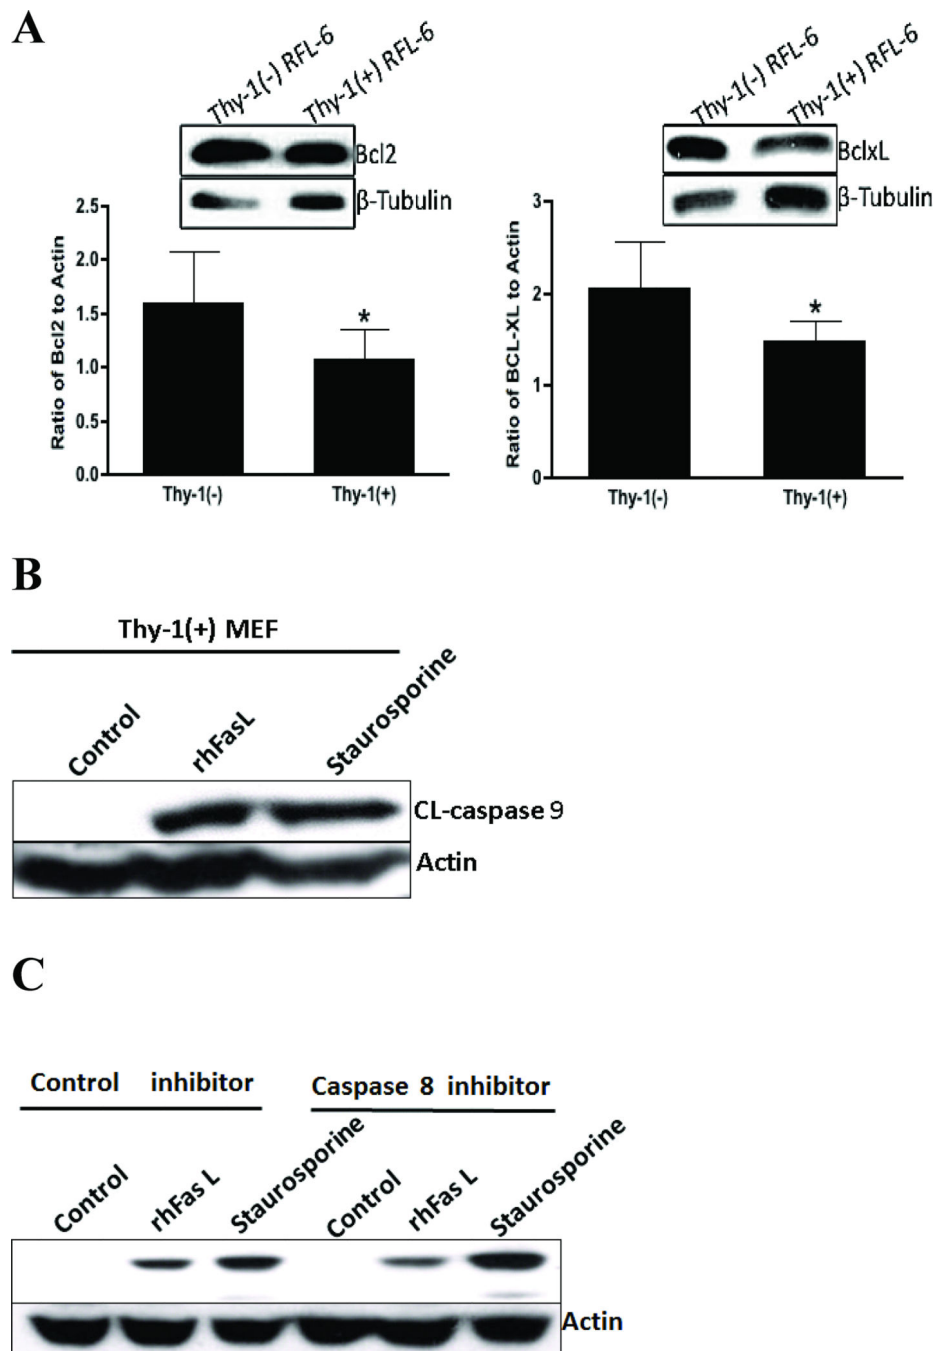 A
Thy-1(-) RFL-6
Thy-1(+) RFL-6
Bcl2
β-Tubulin
2.5
2.0
1.5
1.0
0.5
0.0
Ratio of Bcl2 to Actin
*
Thy-1(-)
Thy-1(+)
Thy-1(-) RFL-6
Thy-1(+) RFL-6
BclxL
β-Tubulin
3
2
1
0
Ratio of BCL-XL to Actin
*
Thy-1(-)
Thy-1(+)
B
Thy-1(+) MEF
Control
rhFasL
Staurosporine
CL-caspase 9
Actin
C
Control inhibitor
Caspase 8 inhibitor
Control
rhFas L
Staurosporine
Control
rhFas L
Staurosporine
Actin